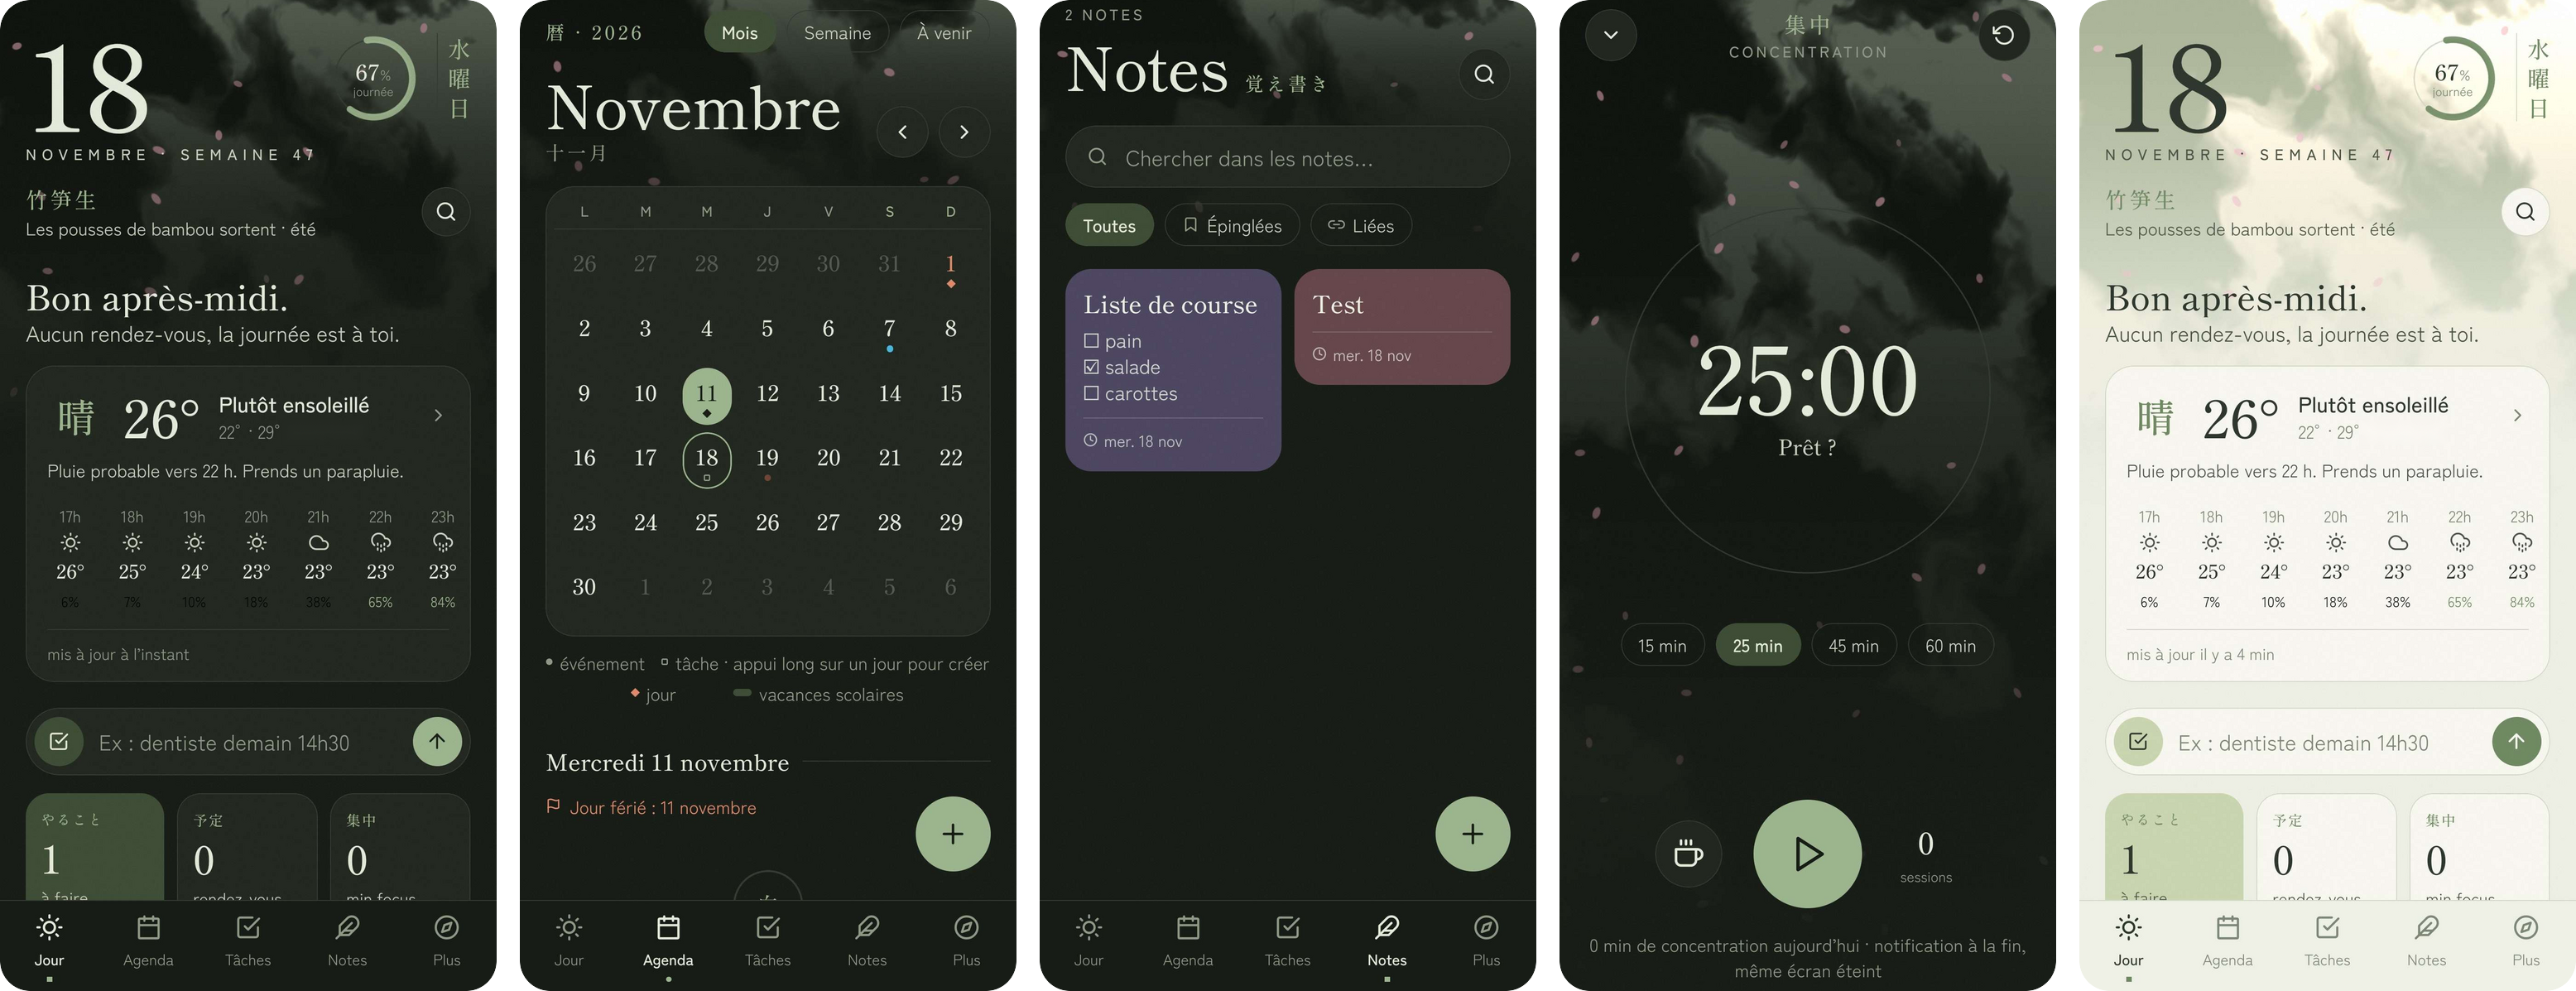 18
67%
journée
水曜日
NOVEMBRE · SEMAINE 47
竹笋生
Les pousses de bambou sortent · été
Bon après-midi.
Aucun rendez-vous, la journée est à toi.
晴 26° Plutôt ensoleillé
22° · 29°
Pluie probable vers 22 h. Prends un parapluie.
17h 18h 19h 20h 21h 22h 23h
26° 25° 24° 23° 23° 23° 23°
6% 7% 10% 18% 38% 65% 84%
mis à jour à l'instant
Ex : dentiste demain 14h30
やること 予定 集中
1 0 0
à faire rendez-vous min focus
Jour Agenda Tâches Notes Plus
暦 · 2026 Mois Semaine À venir
Novembre
十一月
L M M J V S D
26 27 28 29 30 31 1
2 3 4 5 6 7 8
9 10 11 12 13 14 15
16 17 18 19 20 21 22
23 24 25 26 27 28 29
30 1 2 3 4 5 6
événement tâche · appui long sur un jour pour créer
jour vacances scolaires
Mercredi 11 novembre
Jour férié : 11 novembre
Jour Agenda Tâches Notes Plus
2 NOTES
Notes 覚え書き
Chercher dans les notes…
Toutes Épinglées Liées
Liste de course
pain
salade
carottes
mer. 18 nov
Test
mer. 18 nov
Jour Agenda Tâches Notes Plus
集中
CONCENTRATION
25:00
Prêt ?
15 min 25 min 45 min 60 min
0
sessions
0 min de concentration aujourd'hui · notification à la fin,
même écran éteint
18
67%
journée
水曜日
NOVEMBRE · SEMAINE 47
竹笋生
Les pousses de bambou sortent · été
Bon après-midi.
Aucun rendez-vous, la journée est à toi.
晴 26° Plutôt ensoleillé
22° · 29°
Pluie probable vers 22 h. Prends un parapluie.
17h 18h 19h 20h 21h 22h 23h
26° 25° 24° 23° 23° 23° 23°
6% 7% 10% 18% 38% 65% 84%
mis à jour il y a 4 min
Ex : dentiste demain 14h30
やること 予定 集中
1 0 0
à faire rendez-vous min focus
Jour Agenda Tâches Notes Plus